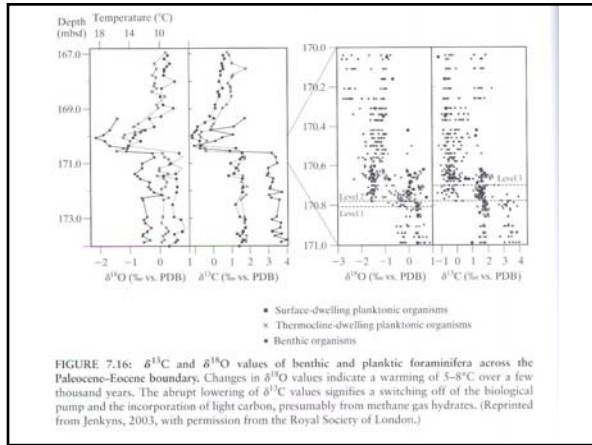 Depth
(mbsf)
Temperature (°C)
18 14 10
167.0
169.0
171.0
173.0
−2 −1 0 1
δ18O (‰ vs. PDB)
0 1 2 3 4
δ13C (‰ vs. PDB)
170.0
170.2
170.4
170.6
170.8
171.0
Level 3
Level 2
Level 1
−3 −2 −1 0 1
δ18O (‰ vs. PDB)
−1 0 1 2 3 4
δ13C (‰ vs. PDB)
Surface-dwelling planktonic organisms
Thermocline-dwelling planktonic organisms
Benthic organisms
FIGURE 7.16: δ13C and δ18O values of benthic and planktic foraminifera across the
Paleocene–Eocene boundary. Changes in δ18O values indicate a warming of 5–8°C over a few
thousand years. The abrupt lowering of δ13C values signifies a switching off of the biological
pump and the incorporation of light carbon, presumably from methane gas hydrates. (Reprinted
from Jenkyns, 2003, with permission from the Royal Society of London.)